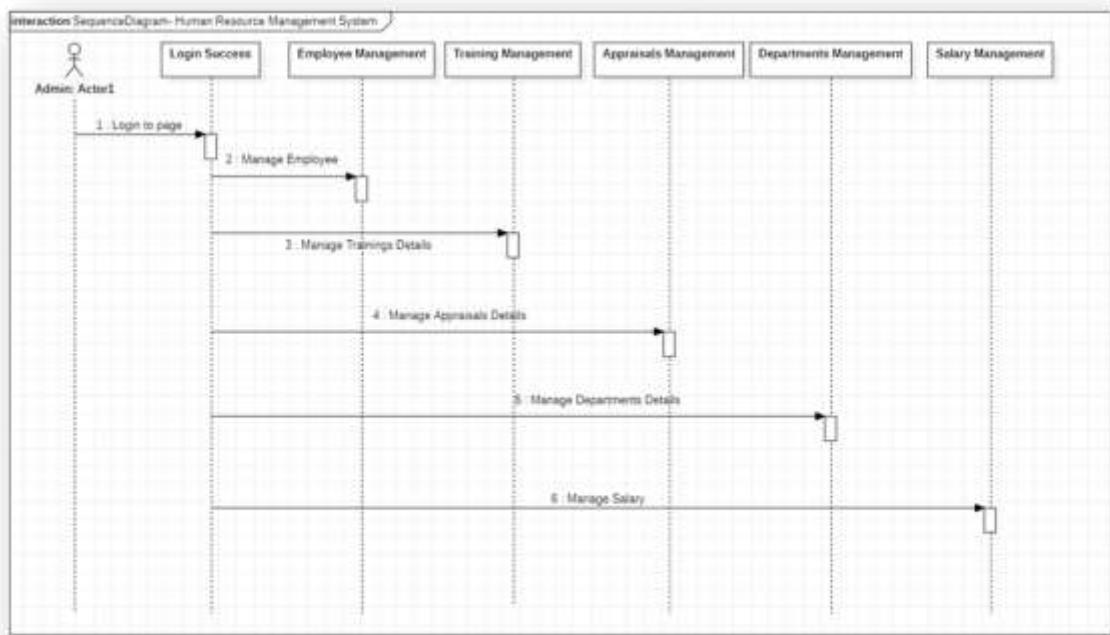 interaction SequenceDiagram- Human Resource Management System
Login Success
Employee Management
Training Management
Appraisals Management
Departments Management
Salary Management
Admin: Actor1
1 : Login to page
2 : Manage Employee
3 : Manage Trainings Details
4 : Manage Appraisals Details
5 : Manage Departments Details
6 : Manage Salary